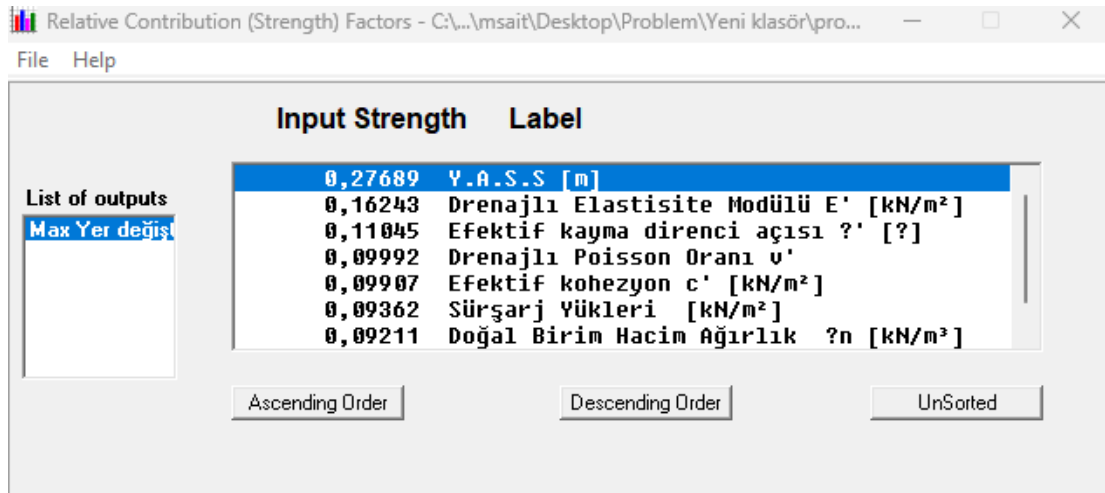 Relative Contribution (Strength) Factors - C:\...\msait\Desktop\Problem\Yeni klasör\pro...
File Help
Input Strength Label
List of outputs
Max Yer değişt
0,27689 Y.A.S.S [m]
0,16243 Drenajlı Elastisite Modülü E' [kN/m²]
0,11045 Efektif kayma direnci açısı ?' [?]
0,09992 Drenajlı Poisson Oranı υ'
0,09907 Efektif kohezyon c' [kN/m²]
0,09362 Sürşarj Yükleri [kN/m²]
0,09211 Doğal Birim Hacim Ağırlık ?n [kN/m³]
Ascending Order Descending Order UnSorted